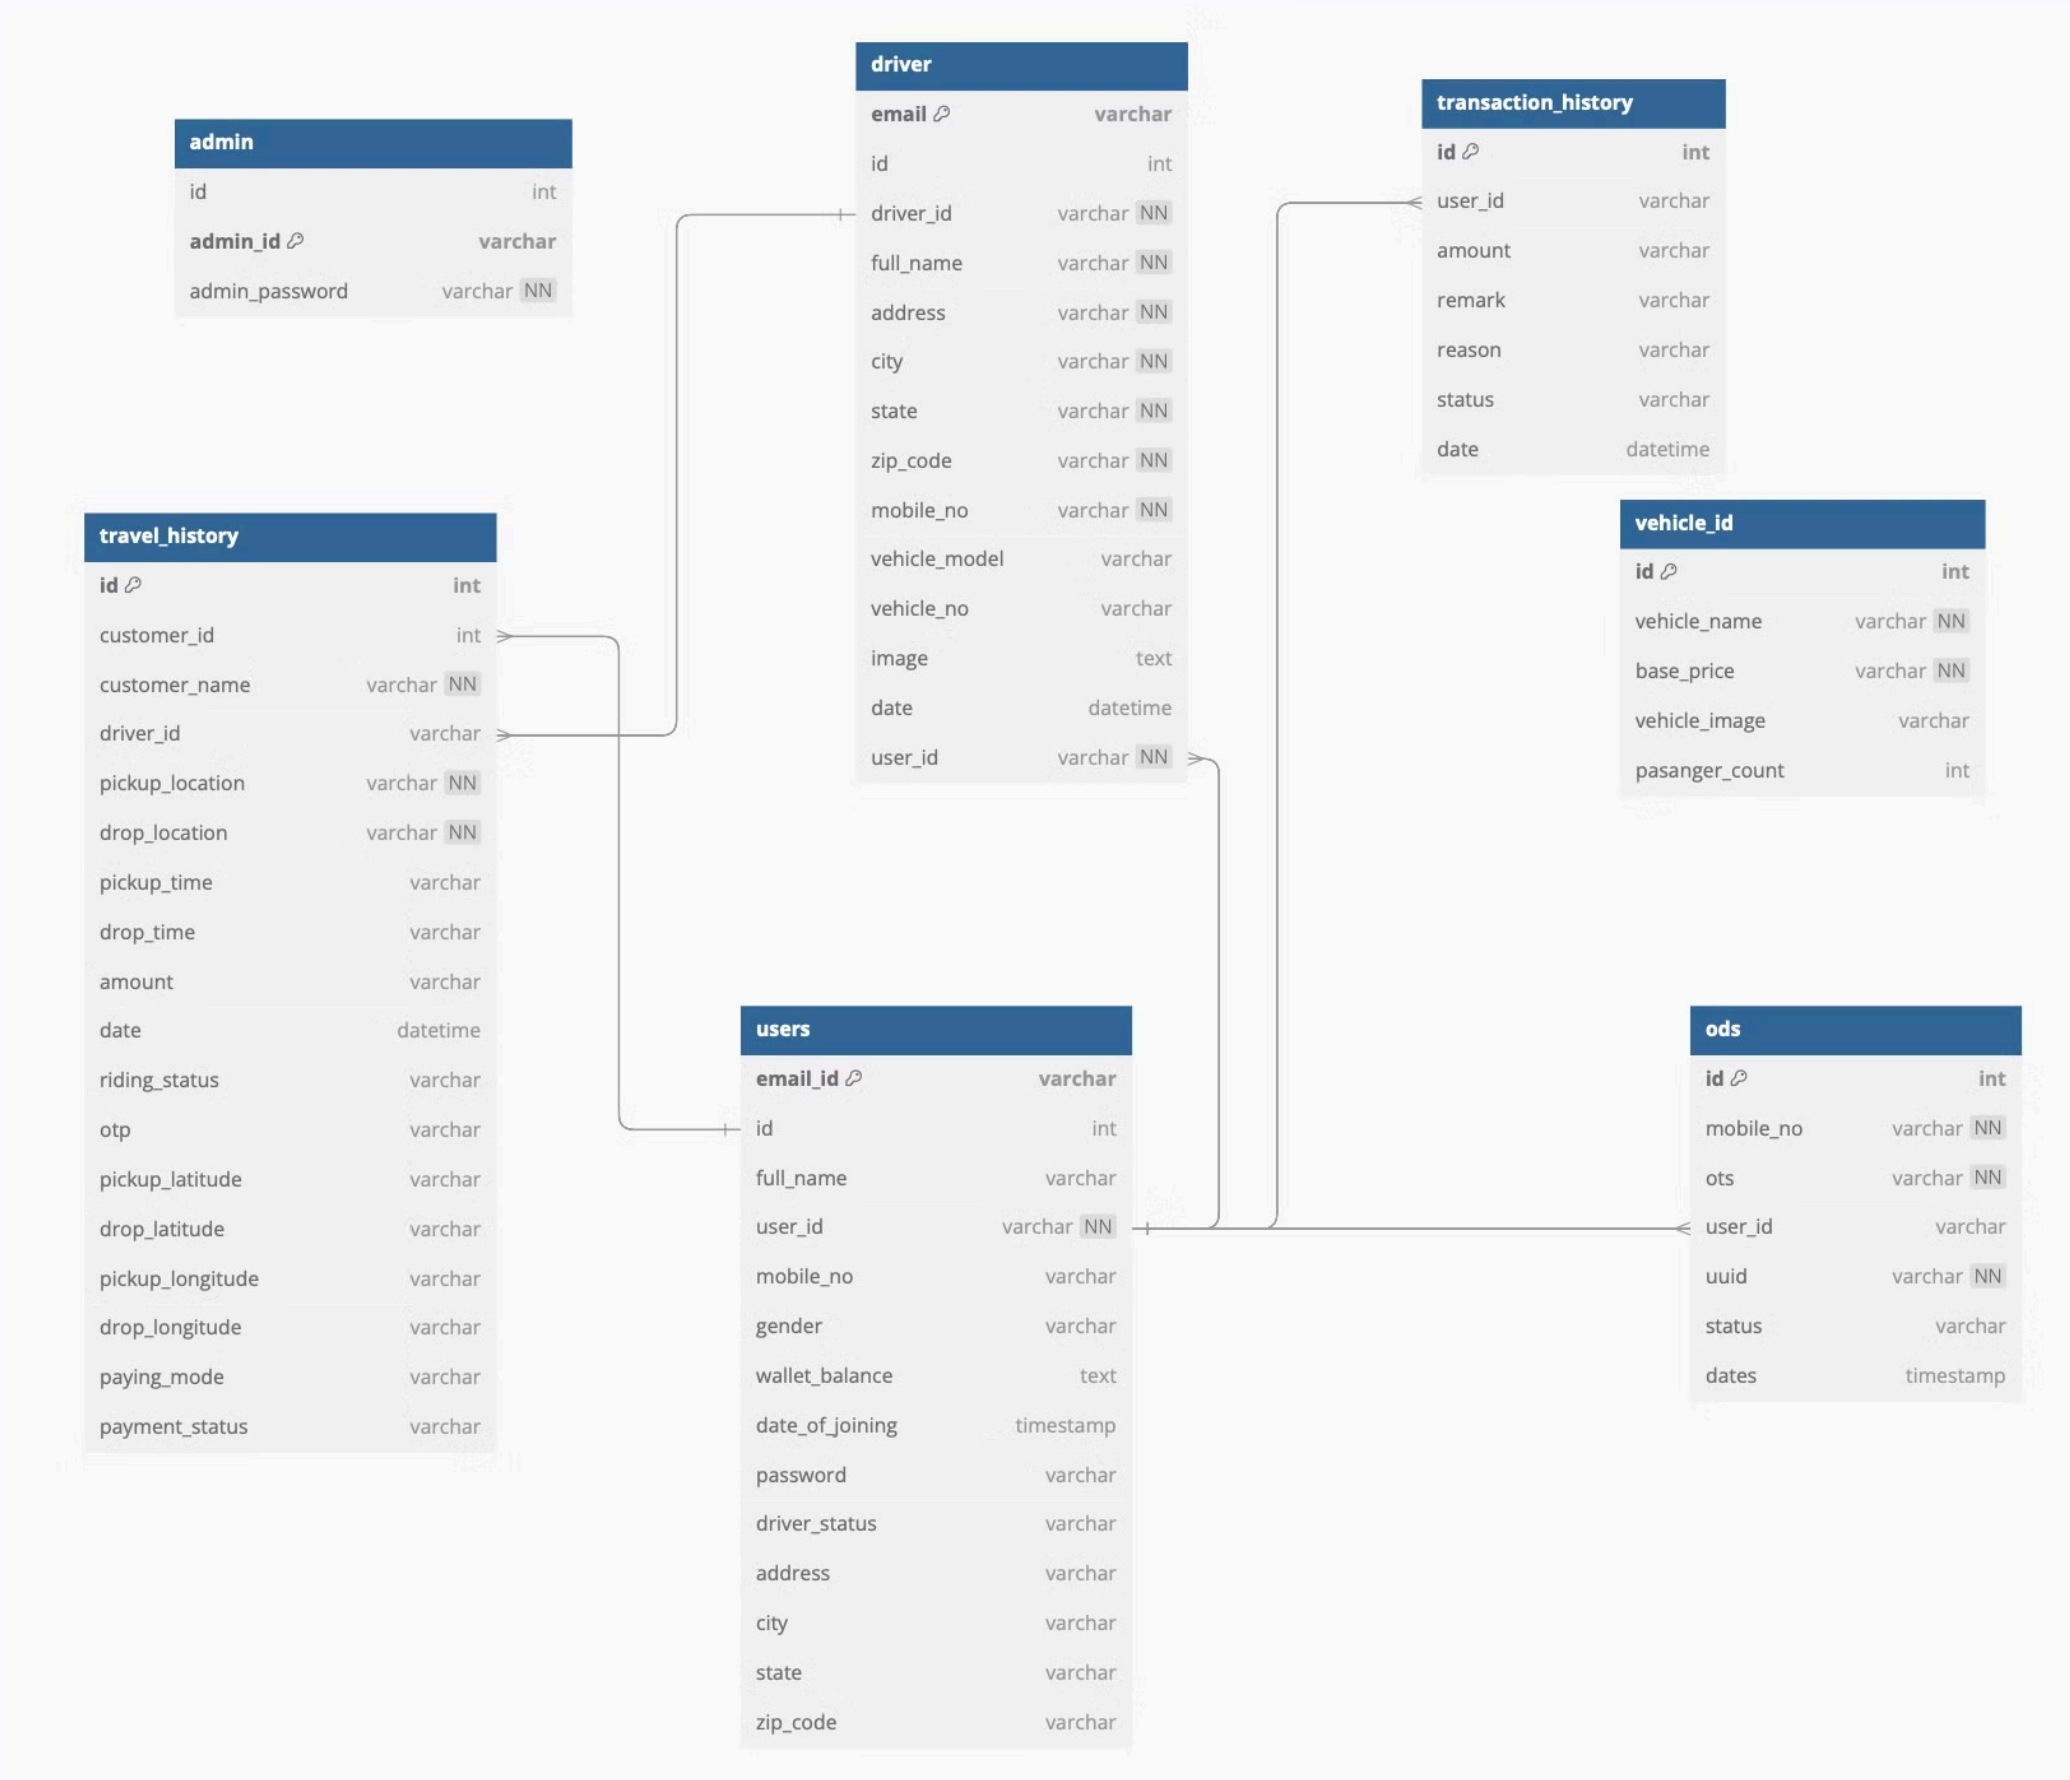 admin
id int
admin_id varchar
admin_password varchar NN
driver
email varchar
id int
driver_id varchar NN
full_name varchar NN
address varchar NN
city varchar NN
state varchar NN
zip_code varchar NN
mobile_no varchar NN
vehicle_model varchar
vehicle_no varchar
image text
date datetime
user_id varchar NN
transaction_history
id int
user_id varchar
amount varchar
remark varchar
reason varchar
status varchar
date datetime
travel_history
id int
customer_id int
customer_name varchar NN
driver_id varchar
pickup_location varchar NN
drop_location varchar NN
pickup_time varchar
drop_time varchar
amount varchar
date datetime
riding_status varchar
otp varchar
pickup_latitude varchar
drop_latitude varchar
pickup_longitude varchar
drop_longitude varchar
paying_mode varchar
payment_status varchar
vehicle_id
id int
vehicle_name varchar NN
base_price varchar NN
vehicle_image varchar
pasanger_count int
users
email_id varchar
id int
full_name varchar
user_id varchar NN
mobile_no varchar
gender varchar
wallet_balance text
date_of_joining timestamp
password varchar
driver_status varchar
address varchar
city varchar
state varchar
zip_code varchar
ods
id int
mobile_no varchar NN
ots varchar NN
user_id varchar
uuid varchar NN
status varchar
dates timestamp